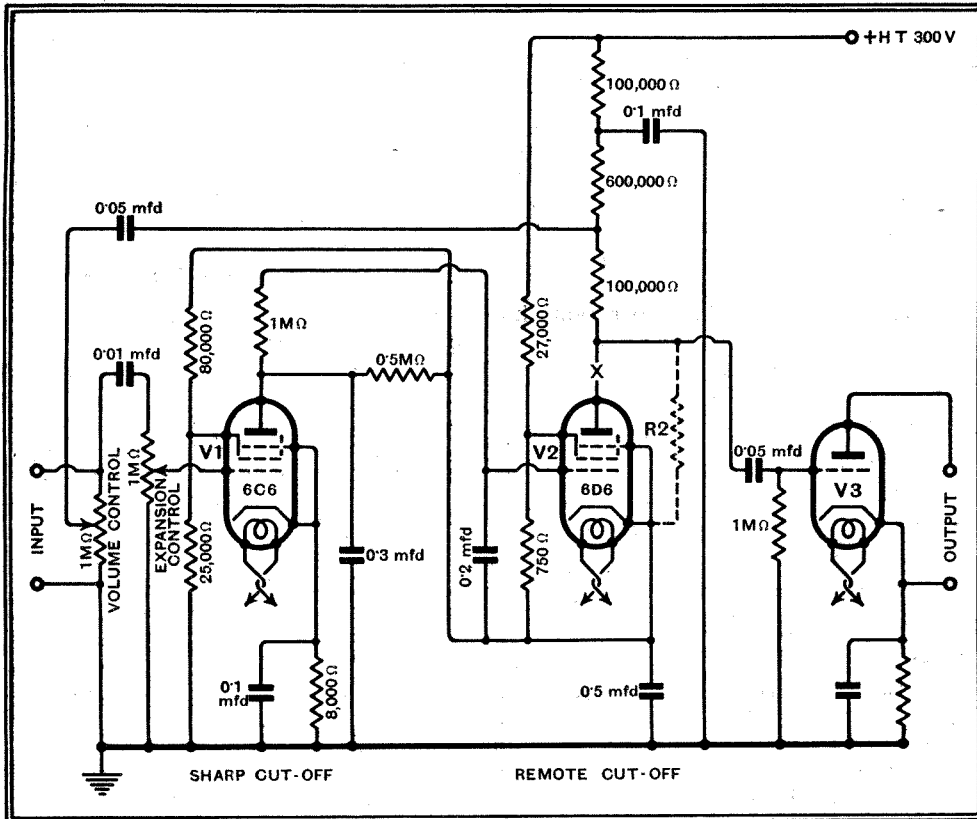 +HT 300V
100,000Ω
0·1 mfd
600,000Ω
0·05 mfd
100,000Ω
80,000Ω
1MΩ
27,000Ω
0·01 mfd
0·5MΩ
X
R2
V1
V2
0·05 mfd
V3
6C6
6D6
INPUT
1MΩ
VOLUME CONTROL
1MΩ
EXPANSION
CONTROL
25,000Ω
0·3 mfd
0·2 mfd
750Ω
1MΩ
OUTPUT
0·1
mfd
8,000Ω
0·5 mfd
SHARP CUT-OFF
REMOTE CUT-OFF